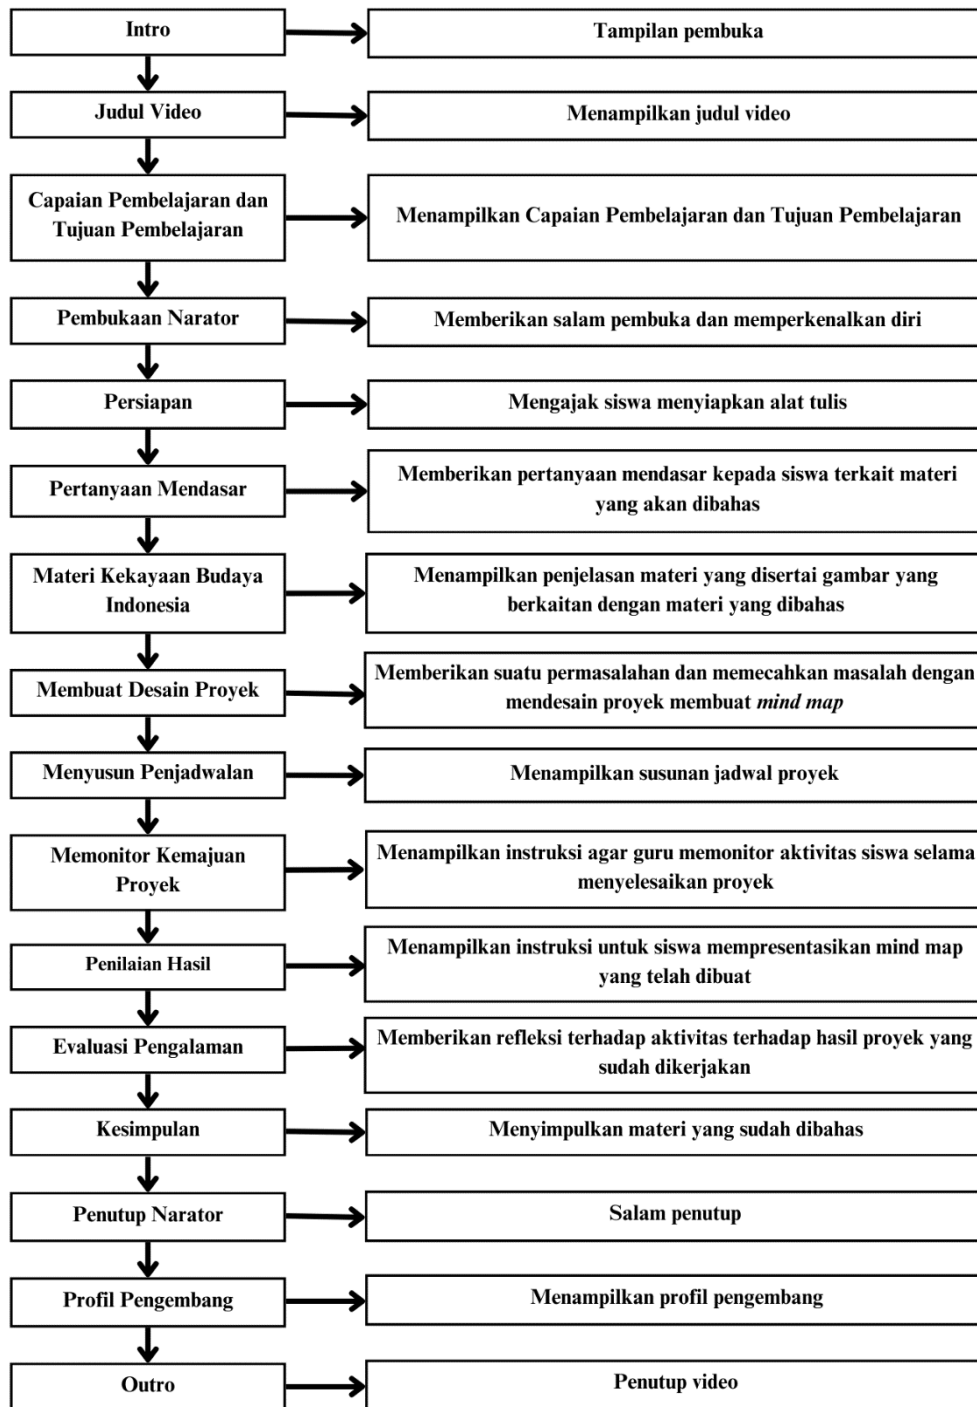 Intro
Tampilan pembuka
Judul Video
Menampilkan judul video
Capaian Pembelajaran dan
Tujuan Pembelajaran
Menampilkan Capaian Pembelajaran dan Tujuan Pembelajaran
Pembukaan Narator
Memberikan salam pembuka dan memperkenalkan diri
Persiapan
Mengajak siswa menyiapkan alat tulis
Pertanyaan Mendasar
Memberikan pertanyaan mendasar kepada siswa terkait materi
yang akan dibahas
Materi Kekayaan Budaya
Indonesia
Menampilkan penjelasan materi yang disertai gambar yang
berkaitan dengan materi yang dibahas
Membuat Desain Proyek
Memberikan suatu permasalahan dan memecahkan masalah dengan
mendesain proyek membuat mind map
Menyusun Penjadwalan
Menampilkan susunan jadwal proyek
Memonitor Kemajuan
Proyek
Menampilkan instruksi agar guru memonitor aktivitas siswa selama
menyelesaikan proyek
Penilaian Hasil
Menampilkan instruksi untuk siswa mempresentasikan mind map
yang telah dibuat
Evaluasi Pengalaman
Memberikan refleksi terhadap aktivitas terhadap hasil proyek yang
sudah dikerjakan
Kesimpulan
Menyimpulkan materi yang sudah dibahas
Penutup Narator
Salam penutup
Profil Pengembang
Menampilkan profil pengembang
Outro
Penutup video